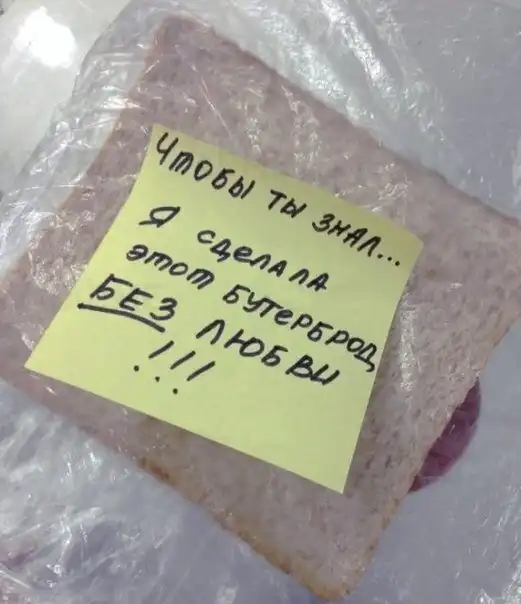 Чтобы ты знал...
Я сделала
этот бутерброд
БЕЗ любви
!!!